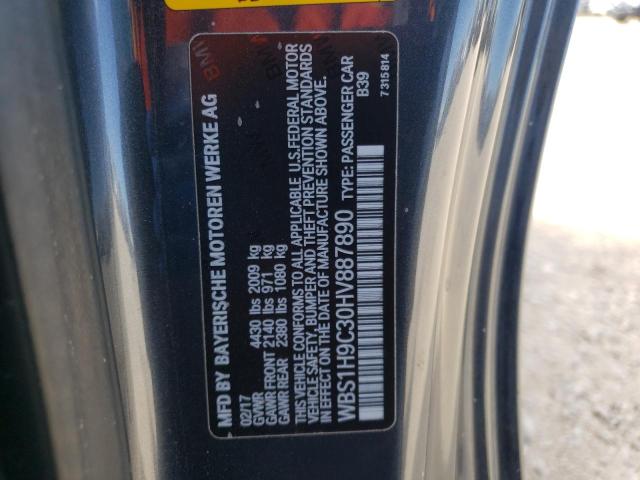 MFD BY BAYERISCHE MOTOREN WERKE AG
02/17
GVWR 4430 lbs 2009 kg
GAWR FRONT 2140 lbs 971 kg
GAWR REAR 2380 lbs 1080 kg
THIS VEHICLE CONFORMS TO ALL APPLICABLE U.S.FEDERAL MOTOR
VEHICLE SAFETY, BUMPER AND THEFT PREVENTION STANDARDS
IN EFFECT ON THE DATE OF MANUFACTURE SHOWN ABOVE.
WBS1H9C30HV887890 TYPE: PASSENGER CAR
B39
7315814
BMW